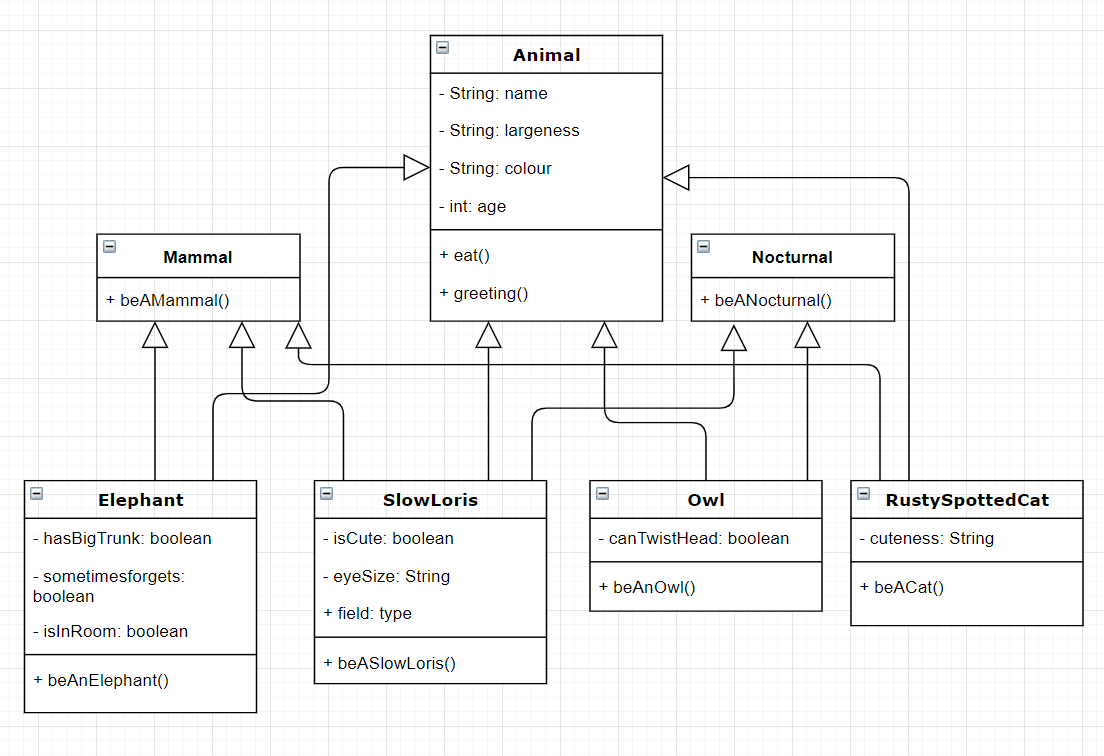 Animal
- String: name
- String: largeness
- String: colour
- int: age
+ eat()
+ greeting()
Mammal
+ beAMammal()
Nocturnal
+ beANocturnal()
Elephant
- hasBigTrunk: boolean
- sometimesforgets:
boolean
- isInRoom: boolean
+ beAnElephant()
SlowLoris
- isCute: boolean
- eyeSize: String
+ field: type
+ beASlowLoris()
Owl
- canTwistHead: boolean
+ beAnOwl()
RustySpottedCat
- cuteness: String
+ beACat()